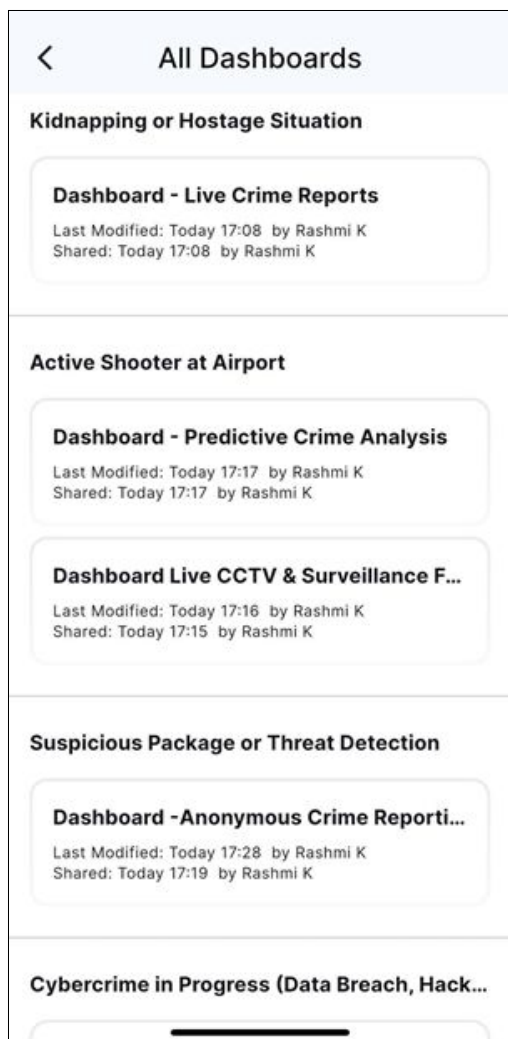 All Dashboards
Kidnapping or Hostage Situation
Dashboard - Live Crime Reports
Last Modified: Today 17:08 by Rashmi K
Shared: Today 17:08 by Rashmi K
Active Shooter at Airport
Dashboard - Predictive Crime Analysis
Last Modified: Today 17:17 by Rashmi K
Shared: Today 17:17 by Rashmi K
Dashboard Live CCTV & Surveillance F...
Last Modified: Today 17:16 by Rashmi K
Shared: Today 17:15 by Rashmi K
Suspicious Package or Threat Detection
Dashboard -Anonymous Crime Reporti...
Last Modified: Today 17:28 by Rashmi K
Shared: Today 17:19 by Rashmi K
Cybercrime in Progress (Data Breach, Hack...